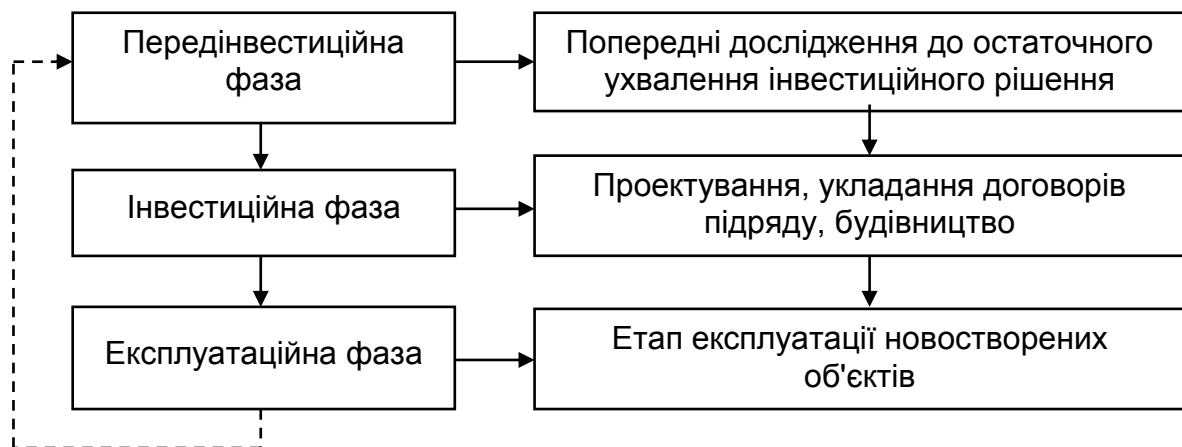 Передінвестиційна
фаза
Попередні дослідження до остаточного
ухвалення інвестиційного рішення
Інвестиційна фаза
Проектування, укладання договорів
підряду, будівництво
Експлуатаційна фаза
Етап експлуатації новостворених
об'єктів